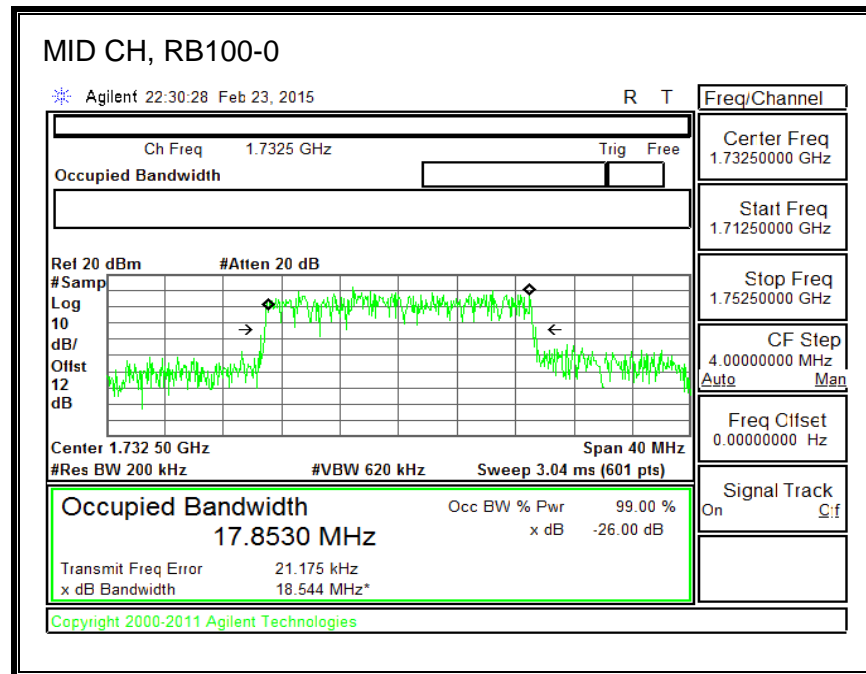 MID CH, RB100-0
Agilent 22:30:28 Feb 23, 2015 R T
Ch Freq 1.7325 GHz Trig Free
Occupied Bandwidth
Ref 20 dBm #Atten 20 dB
#Samp
Log
10
dB/
Offst
12
dB
Center 1.732 50 GHz Span 40 MHz
#Res BW 200 kHz #VBW 620 kHz Sweep 3.04 ms (601 pts)
Occupied Bandwidth Occ BW % Pwr 99.00 %
17.8530 MHz x dB -26.00 dB
Transmit Freq Error 21.175 kHz
x dB Bandwidth 18.544 MHz*
Copyright 2000-2011 Agilent Technologies
Freq/Channel
Center Freq
1.73250000 GHz
Start Freq
1.71250000 GHz
Stop Freq
1.75250000 GHz
CF Step
4.00000000 MHz
Auto Man
Freq Offset
0.00000000 Hz
Signal Track
On Off